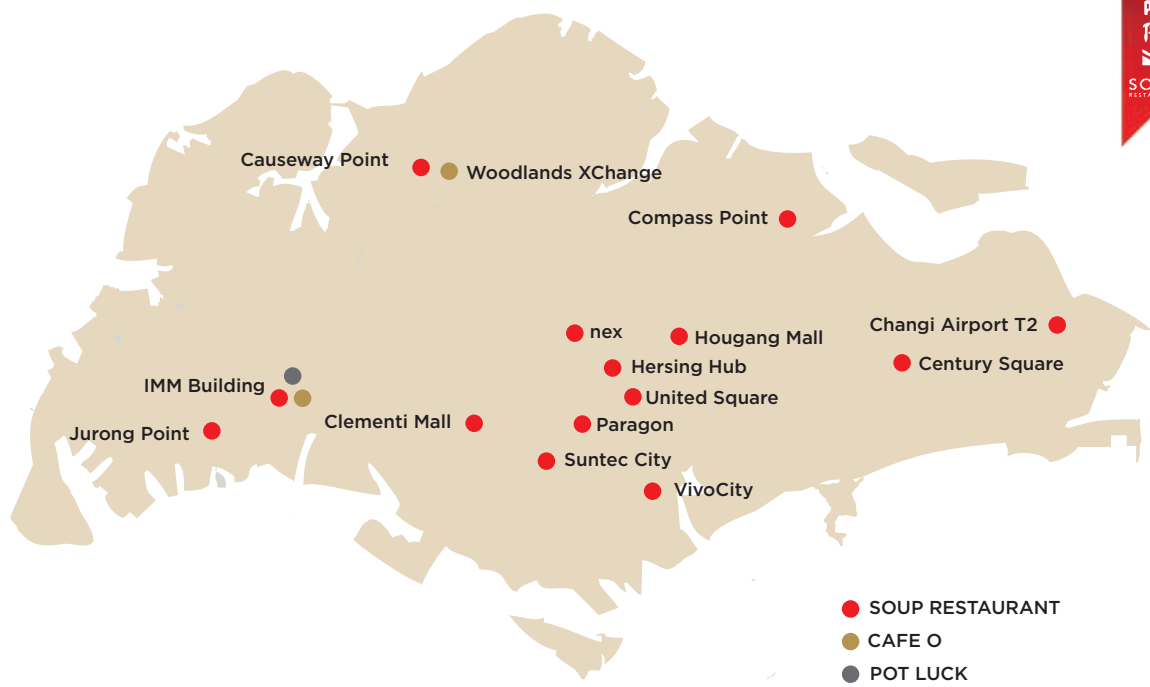 SO
Causeway Point
Woodlands XChange
Compass Point
Changi Airport T2
nex
Hougang Mall
Century Square
Hersing Hub
IMM Building
United Square
Clementi Mall
Paragon
Jurong Point
Suntec City
VivoCity
SOUP RESTAURANT
CAFE O
POT LUCK